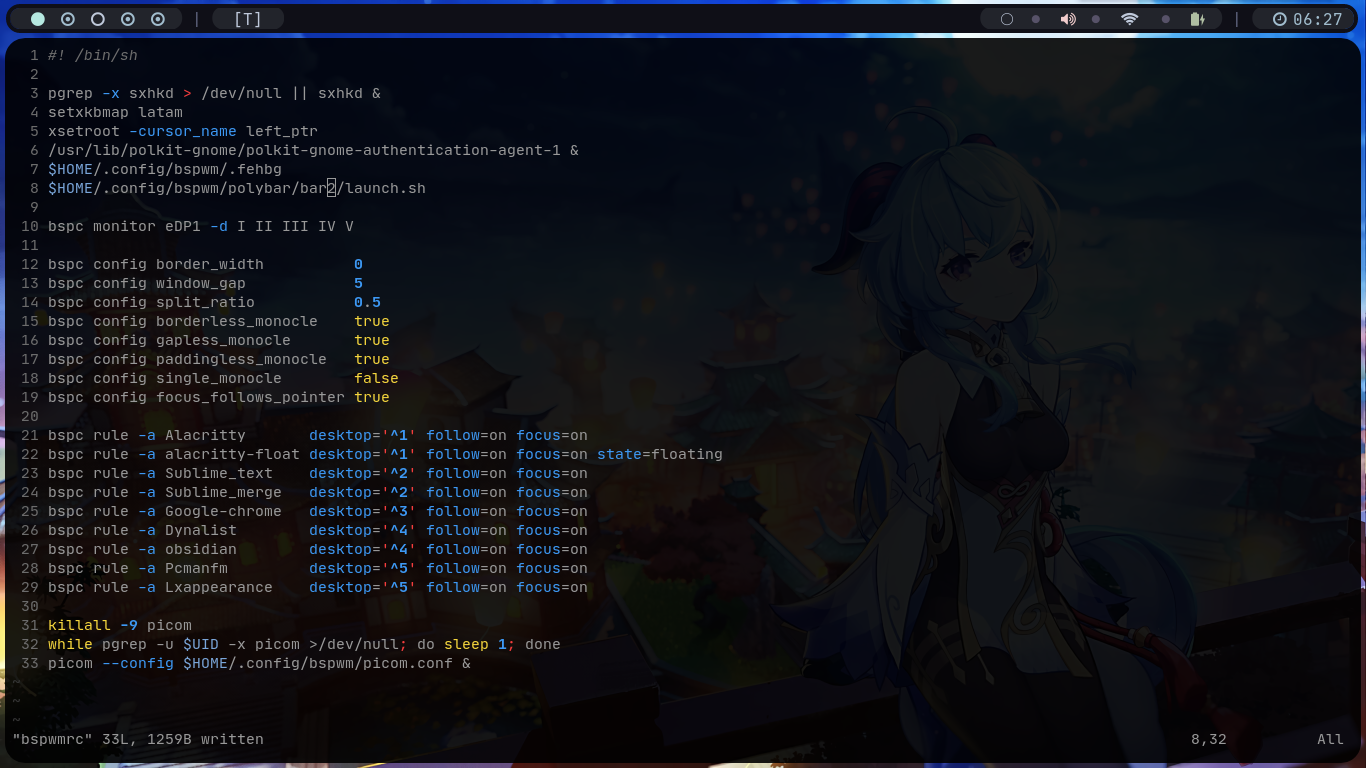 | [T] | 06:27
1 #! /bin/sh
2
3 pgrep -x sxhkd > /dev/null || sxhkd &
4 setxkbmap latam
5 xsetroot -cursor_name left_ptr
6 /usr/lib/polkit-gnome/polkit-gnome-authentication-agent-1 &
7 $HOME/.config/bspwm/.fehbg
8 $HOME/.config/bspwm/polybar/bar2/launch.sh
9
10 bspc monitor eDP1 -d I II III IV V
11
12 bspc config border_width          0
13 bspc config window_gap            5
14 bspc config split_ratio           0.5
15 bspc config borderless_monocle    true
16 bspc config gapless_monocle       true
17 bspc config paddingless_monocle   true
18 bspc config single_monocle        false
19 bspc config focus_follows_pointer true
20
21 bspc rule -a Alacritty       desktop='^1' follow=on focus=on
22 bspc rule -a alacritty-float desktop='^1' follow=on focus=on state=floating
23 bspc rule -a Sublime_text    desktop='^2' follow=on focus=on
24 bspc rule -a Sublime_merge   desktop='^2' follow=on focus=on
25 bspc rule -a Google-chrome   desktop='^3' follow=on focus=on
26 bspc rule -a Dynalist        desktop='^4' follow=on focus=on
27 bspc rule -a obsidian        desktop='^4' follow=on focus=on
28 bspc rule -a Pcmanfm         desktop='^5' follow=on focus=on
29 bspc rule -a Lxappearance    desktop='^5' follow=on focus=on
30
31 killall -9 picom
32 while pgrep -u $UID -x picom >/dev/null; do sleep 1; done
33 picom --config $HOME/.config/bspwm/picom.conf &
~
~
~
"bspwmrc" 33L, 1259B written 8,32 All